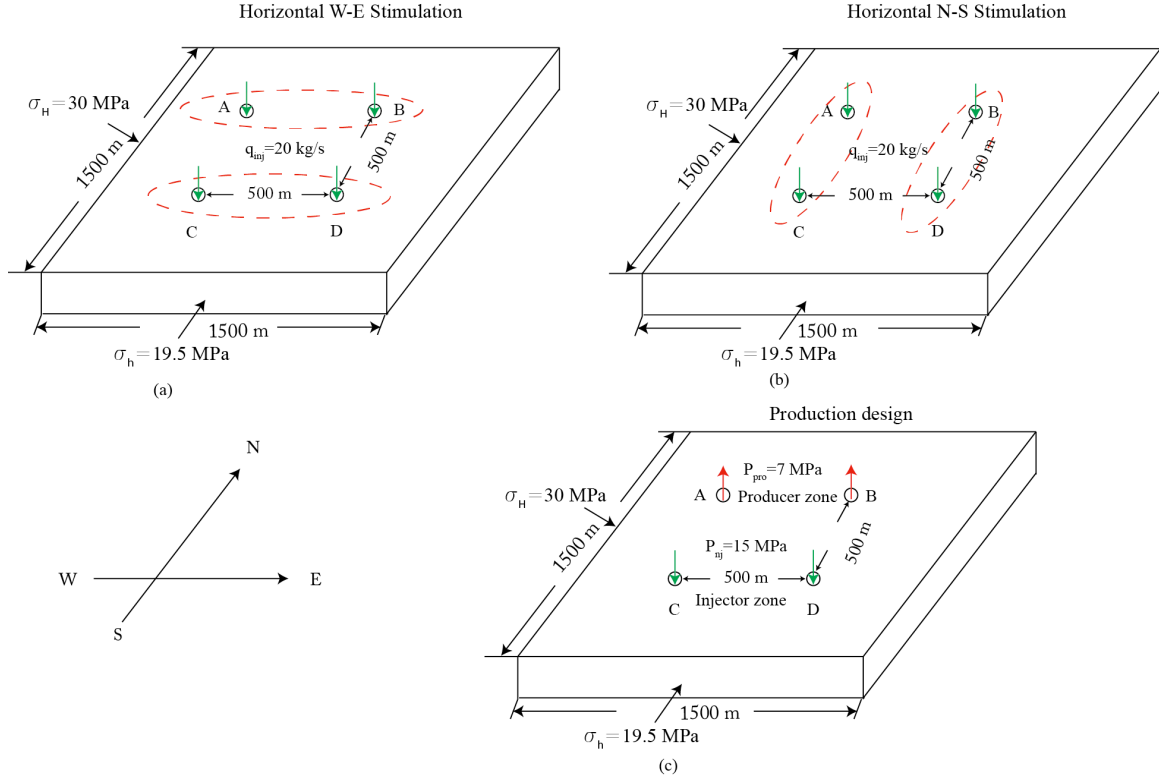 Horizontal W-E Stimulation
σH=30 MPa
1500 m
A
B
qinj=20 kg/s
500 m
500 m
C
D
1500 m
σh=19.5 MPa
(a)
Horizontal N-S Stimulation
σH=30 MPa
1500 m
A
B
qinj=20 kg/s
500 m
500 m
C
D
1500 m
σh=19.5 MPa
(b)
N
W
E
S
Production design
σH=30 MPa
1500 m
Ppro=7 MPa
A
Producer zone
B
Pnj=15 MPa
500 m
500 m
C
Injector zone
D
1500 m
σh=19.5 MPa
(c)